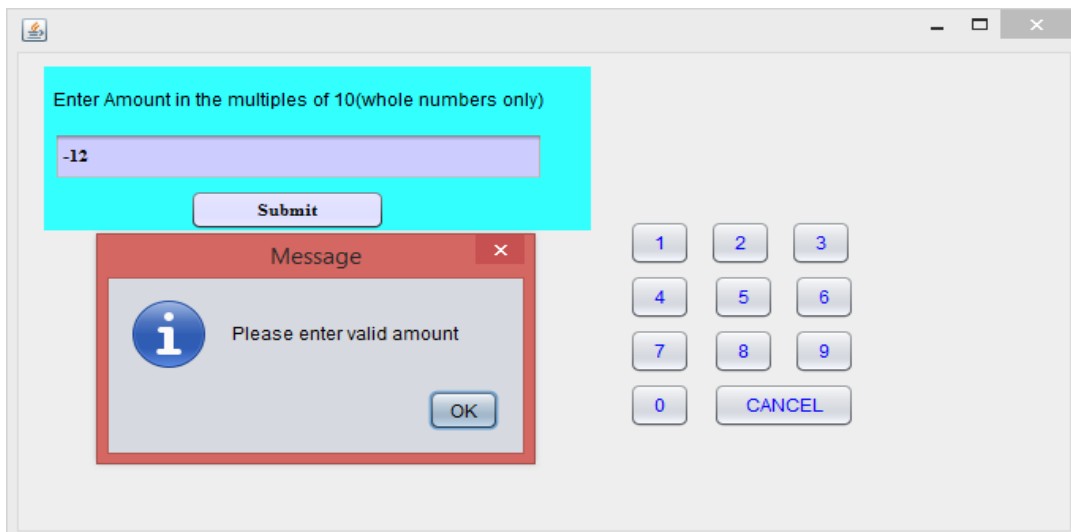 Enter Amount in the multiples of 10(whole numbers only)
-12
Submit
Message
Please enter valid amount
OK
1 2 3
4 5 6
7 8 9
0 CANCEL